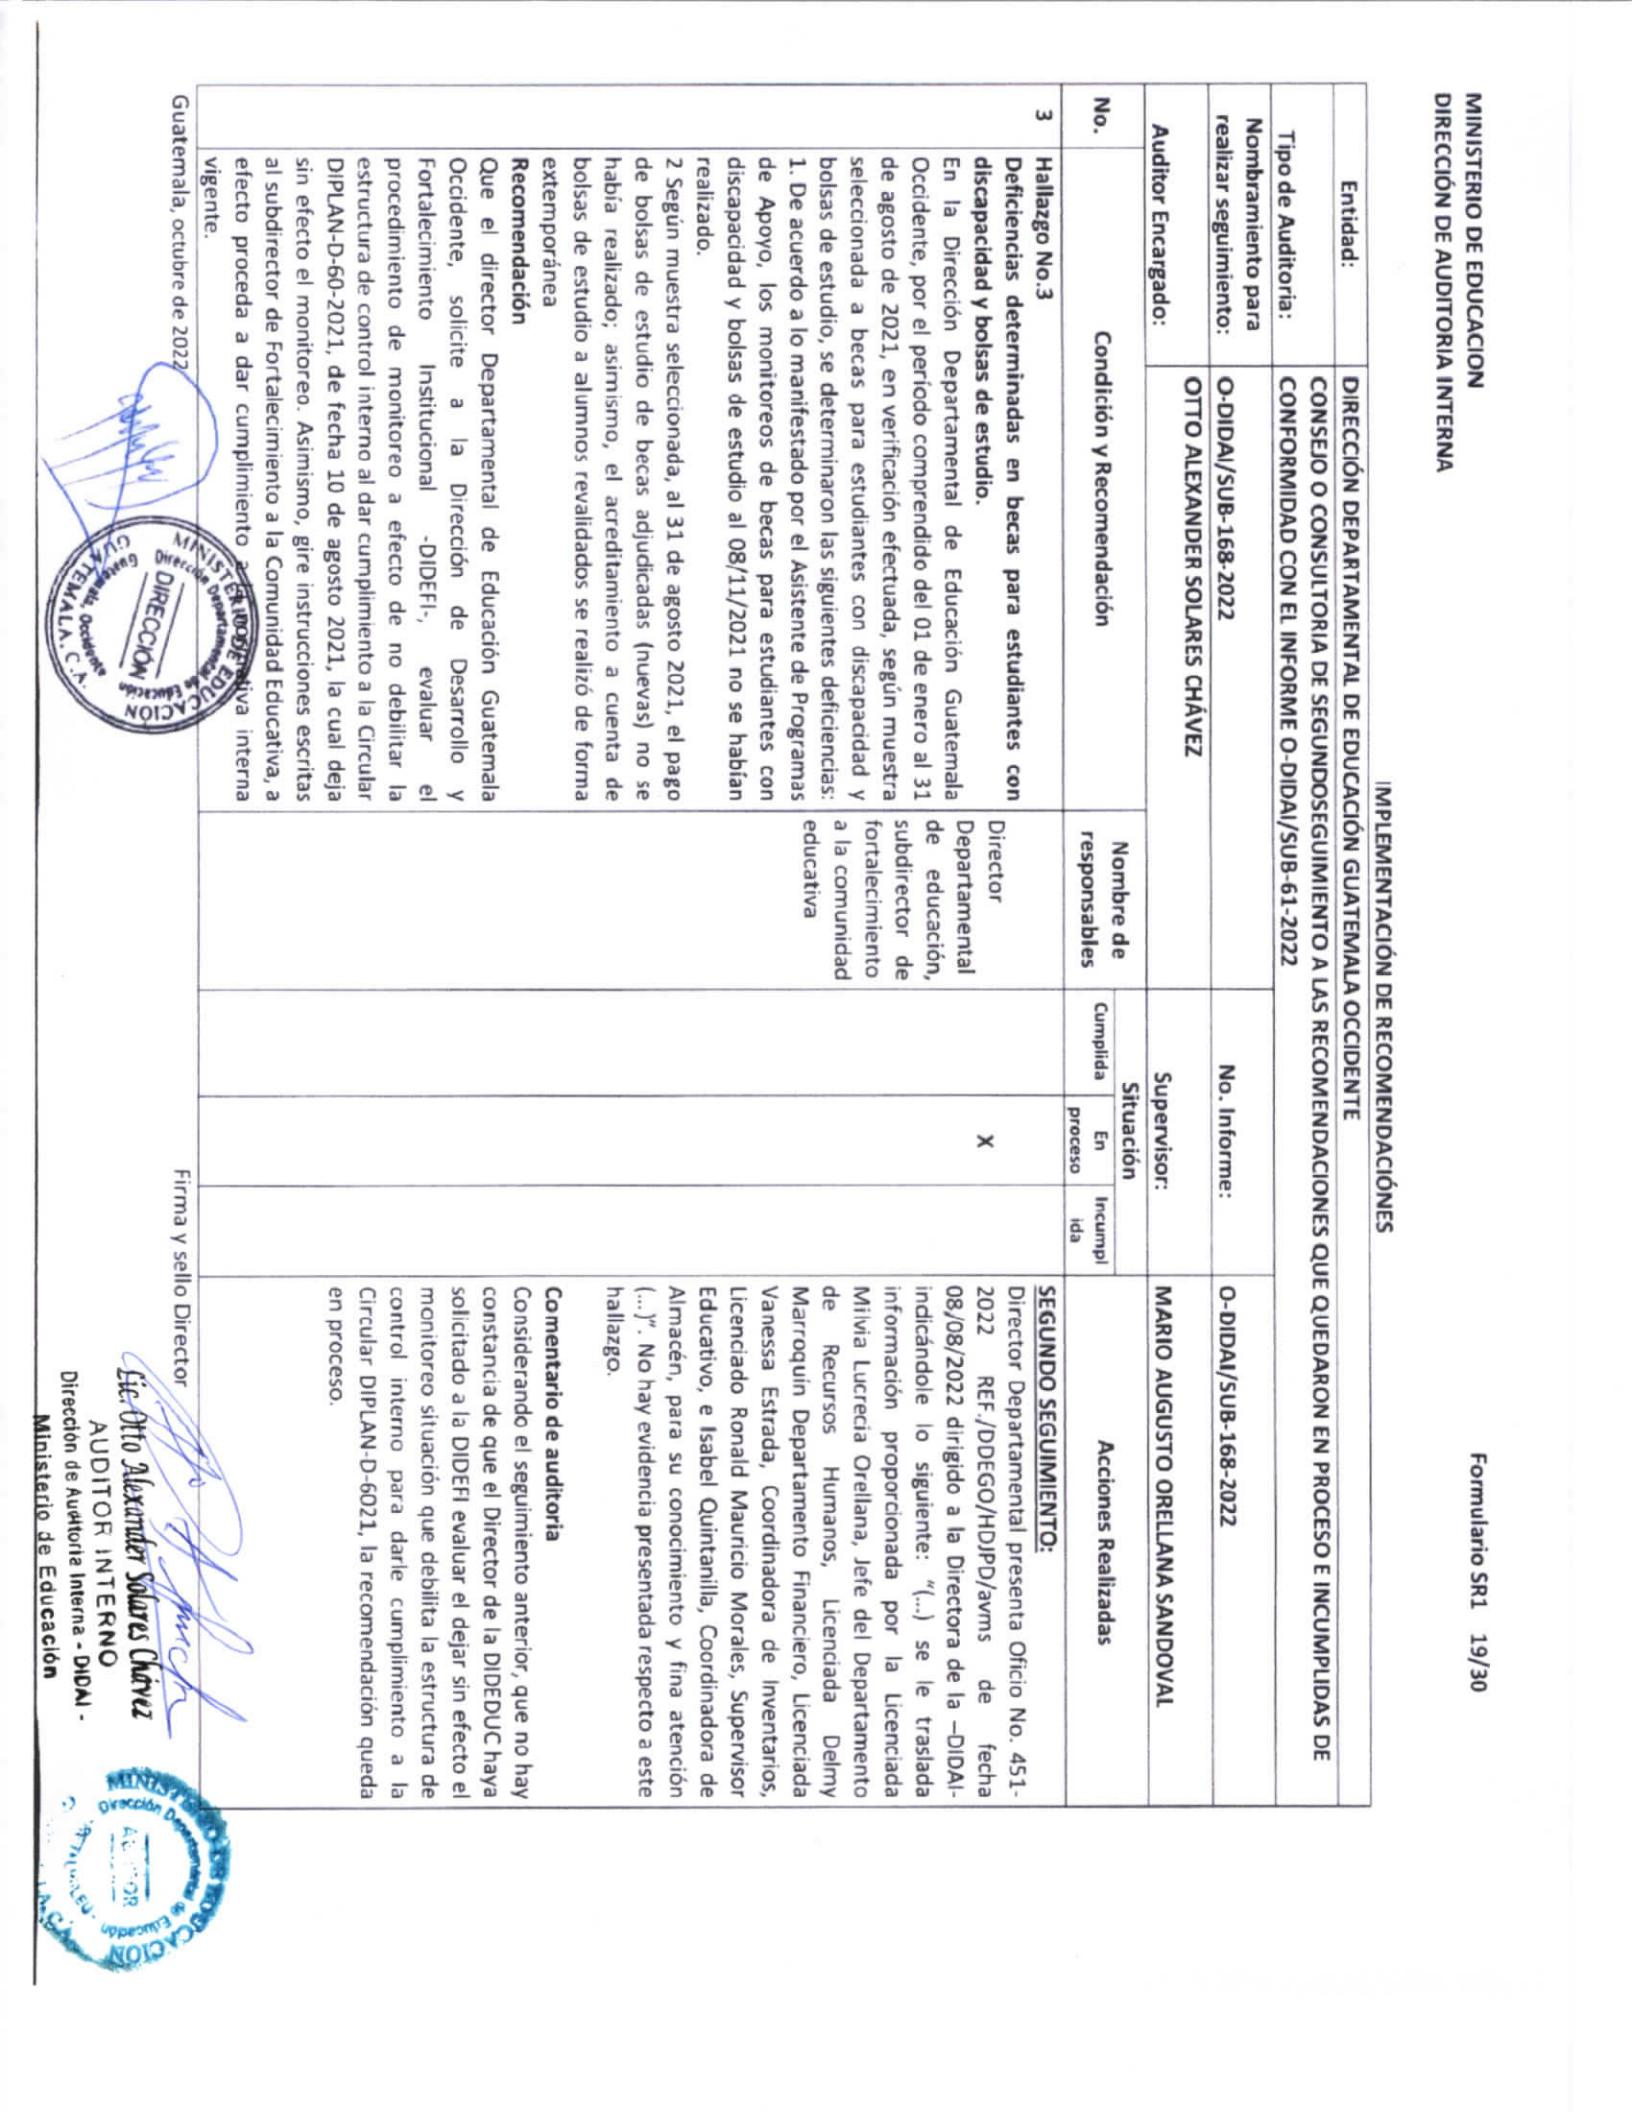 MINISTERIO DE EDUCACION
DIRECCIÓN DE AUDITORIA INTERNA
Formulario SR1 19/30
IMPLEMENTACIÓN DE RECOMENDACIÓNES
Entidad: DIRECCIÓN DEPARTAMENTAL DE EDUCACIÓN GUATEMALA OCCIDENTE
Tipo de Auditoria: CONSEJO O CONSULTORIA DE SEGUNDOSEGUIMIENTO A LAS RECOMENDACIONES QUE QUEDARON EN PROCESO E INCUMPLIDAS DE
CONFORMIDAD CON EL INFORME O-DIDAI/SUB-61-2022
Nombramiento para
realizar seguimiento: O-DIDAI/SUB-168-2022 No. Informe: O-DIDAI/SUB-168-2022
Auditor Encargado: OTTO ALEXANDER SOLARES CHÁVEZ Supervisor: MARIO AUGUSTO ORELLANA SANDOVAL
No. Condición y Recomendación
Nombre de
responsables
Situación
Cumplida
En
proceso
Incumpl
ida
Acciones Realizadas
3
Hallazgo No.3
Deficiencias determinadas en becas para estudiantes con
discapacidad y bolsas de estudio.
En la Dirección Departamental de Educación Guatemala
Occidente, por el período comprendido del 01 de enero al 31
de agosto de 2021, en verificación efectuada, según muestra
seleccionada a becas para estudiantes con discapacidad y
bolsas de estudio, se determinaron las siguientes deficiencias:
1. De acuerdo a lo manifestado por el Asistente de Programas
de Apoyo, los monitoreos de becas para estudiantes con
discapacidad y bolsas de estudio al 08/11/2021 no se habían
realizado.
2 Según muestra seleccionada, al 31 de agosto 2021, el pago
de bolsas de estudio de becas adjudicadas (nuevas) no se
había realizado; asimismo, el acreditamiento a cuenta de
bolsas de estudio a alumnos revalidados se realizó de forma
extemporánea
Recomendación
Que el director Departamental de Educación Guatemala
Occidente, solicite a la Dirección de Desarrollo y
Fortalecimiento Institucional -DIDEFI-, evaluar el
procedimiento de monitoreo a efecto de no debilitar la
estructura de control interno al dar cumplimiento a la Circular
DIPLAN-D-60-2021, de fecha 10 de agosto 2021, la cual deja
sin efecto el monitoreo. Asimismo, gire instrucciones escritas
al subdirector de Fortalecimiento a la Comunidad Educativa, a
efecto proceda a dar cumplimiento interna
vigente.
Director
Departamental
de educación,
subdirector de
fortalecimiento
a la comunidad
educativa
X
SEGUNDO SEGUIMIENTO:
Director Departamental presenta Oficio No. 451-
2022 REF./DDEGO/HDJPD/avms de fecha
08/08/2022 dirigido a la Directora de la –DIDAI-
indicándole lo siguiente: "(...) se le traslada
información proporcionada por la Licenciada
Milvia Lucrecia Orellana, Jefe del Departamento
de Recursos Humanos, Licenciada Delmy
Marroquín Departamento Financiero, Licenciada
Vanessa Estrada, Coordinadora de Inventarios,
Licenciado Ronald Mauricio Morales, Supervisor
Educativo, e Isabel Quintanilla, Coordinadora de
Almacén, para su conocimiento y fina atención
(...)". No hay evidencia presentada respecto a este
hallazgo.
Comentario de auditoria
Considerando el seguimiento anterior, que no hay
constancia de que el Director de la DIDEDUC haya
solicitado a la DIDEFI evaluar el dejar sin efecto el
monitoreo situación que debilita la estructura de
control interno para darle cumplimiento a la
Circular DIPLAN-D-6021, la recomendación queda
en proceso.
Guatemala, octubre de 2022
Firma y sello Director
MINISTERIO DE EDUCACIÓN
Dirección Departamental de Educación
DIRECCIÓN
Guatemala, Occidente
GUATEMALA, C.A.
Lic. Otto Alexander Solares Chávez
AUDITOR INTERNO
Dirección de Auditoria Interna - DIDAI -
Ministerio de Educación
MINISTERIO DE EDUCACION
Dirección Departamental de Educación